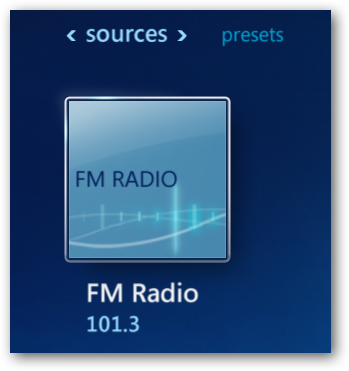 ‹ sources › presets
FM RADIO
FM Radio
101.3